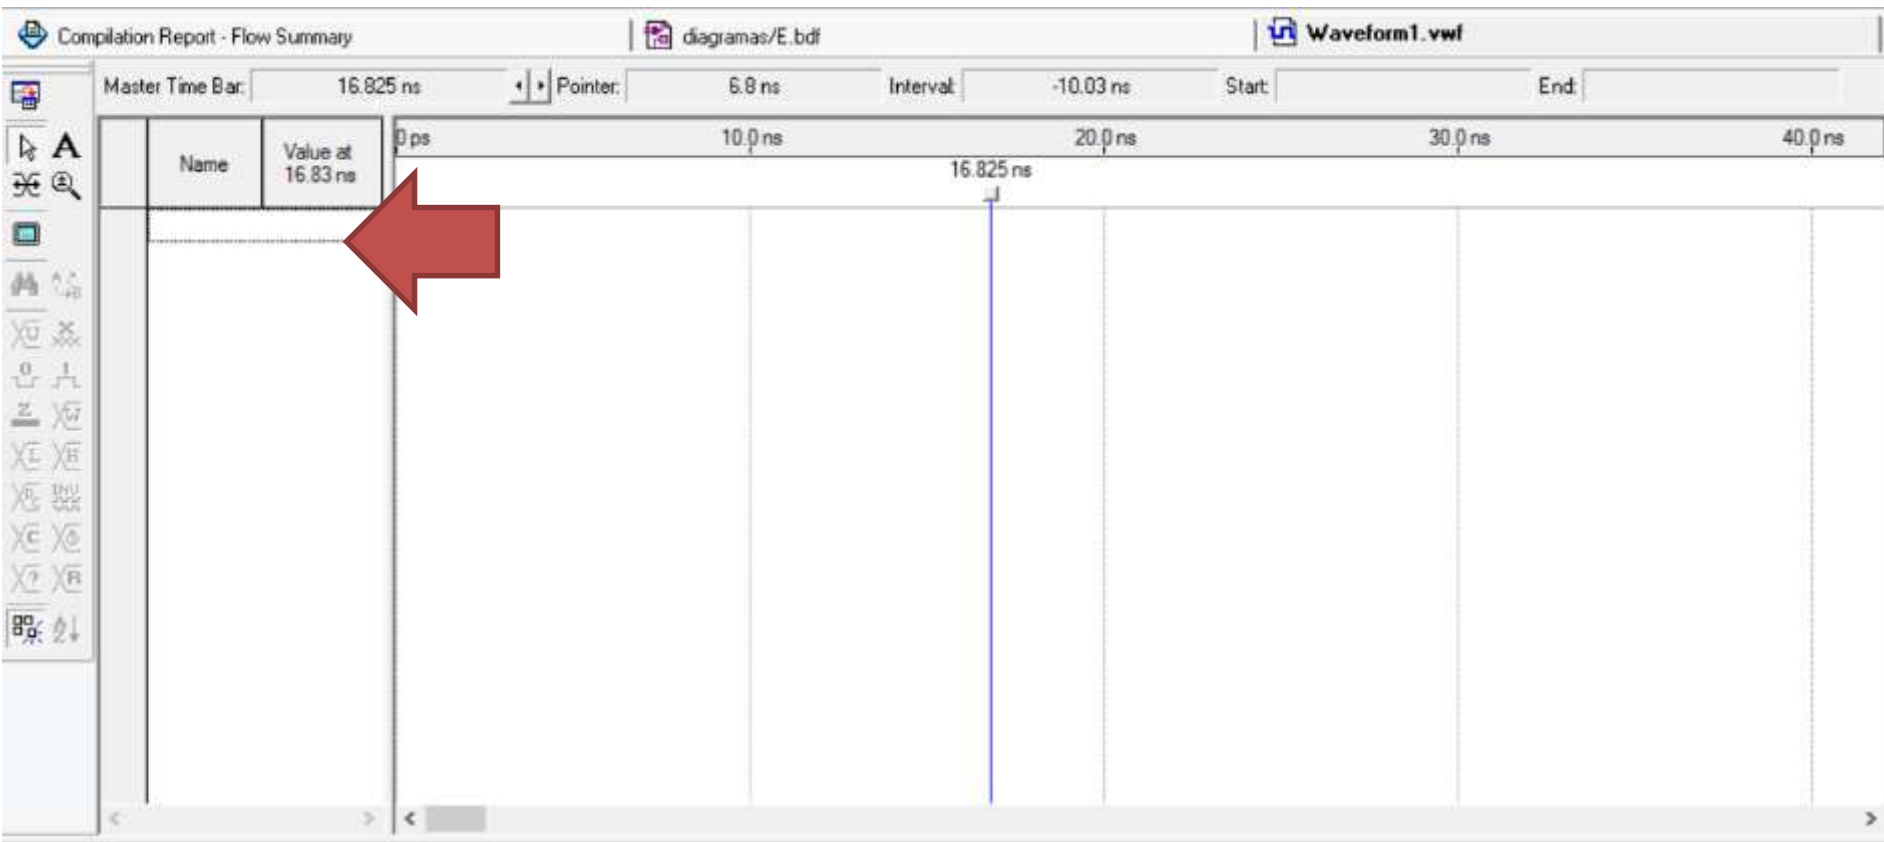 Compilation Report - Flow Summary
diagramas/E.bdf
Waveform1.vwf
Master Time Bar: 16.825 ns Pointer: 6.8 ns Interval: -10.03 ns Start: End:
Name
Value at
16.83 ns
0 ps 10.0 ns 20.0 ns 30.0 ns 40.0 ns
16.825 ns
A